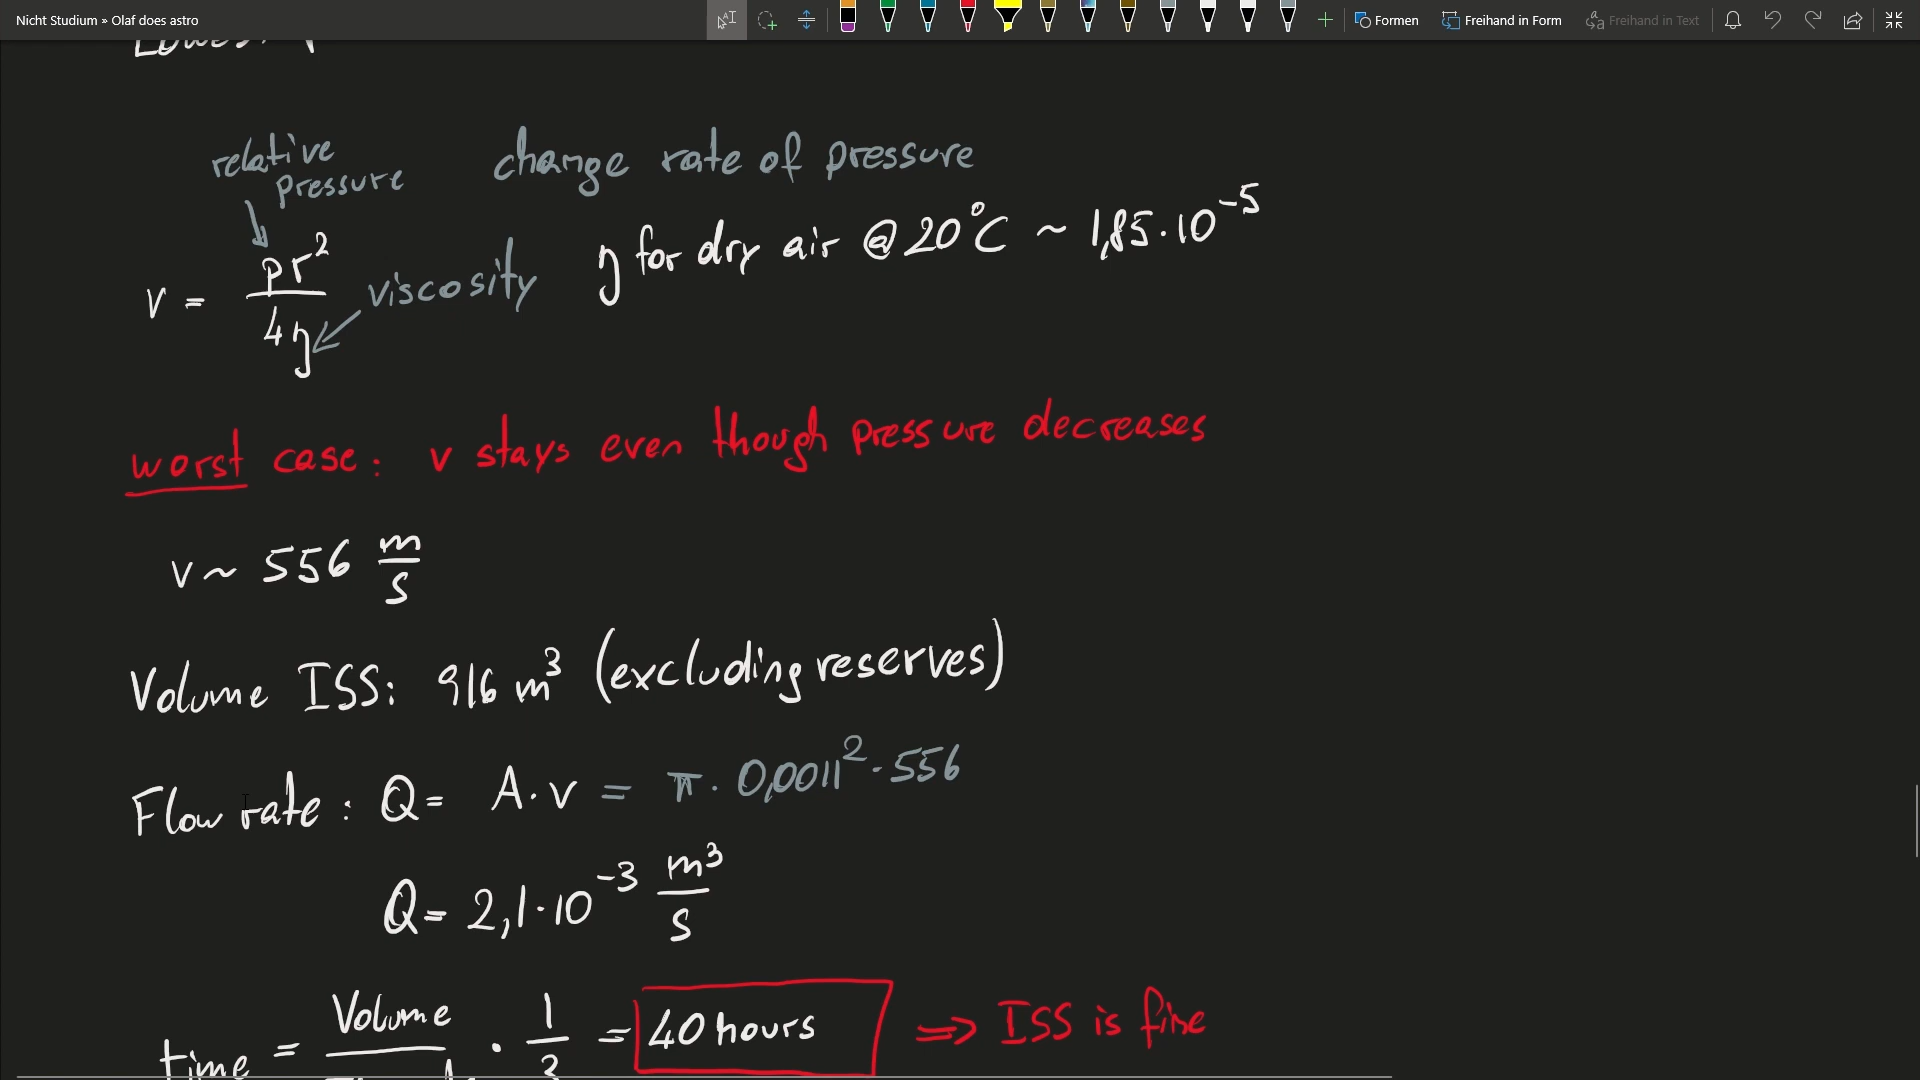 Nicht Studium » Olaf does astro
Formen
Freihand in Form
Freihand in Text
relative
pressure
change rate of pressure
v = pr²/4η
viscosity
η for dry air @ 20°C ~ 1,85·10⁻⁵
worst case: v stays even though pressure decreases
v ~ 556 m/s
Volume ISS: 916 m³ (excluding reserves)
Flow rate: Q = A·v = π·0,0011²·556
Q = 2,1·10⁻³ m³/s
time = Volume · 1/3 = 40 hours ⇒ ISS is fine